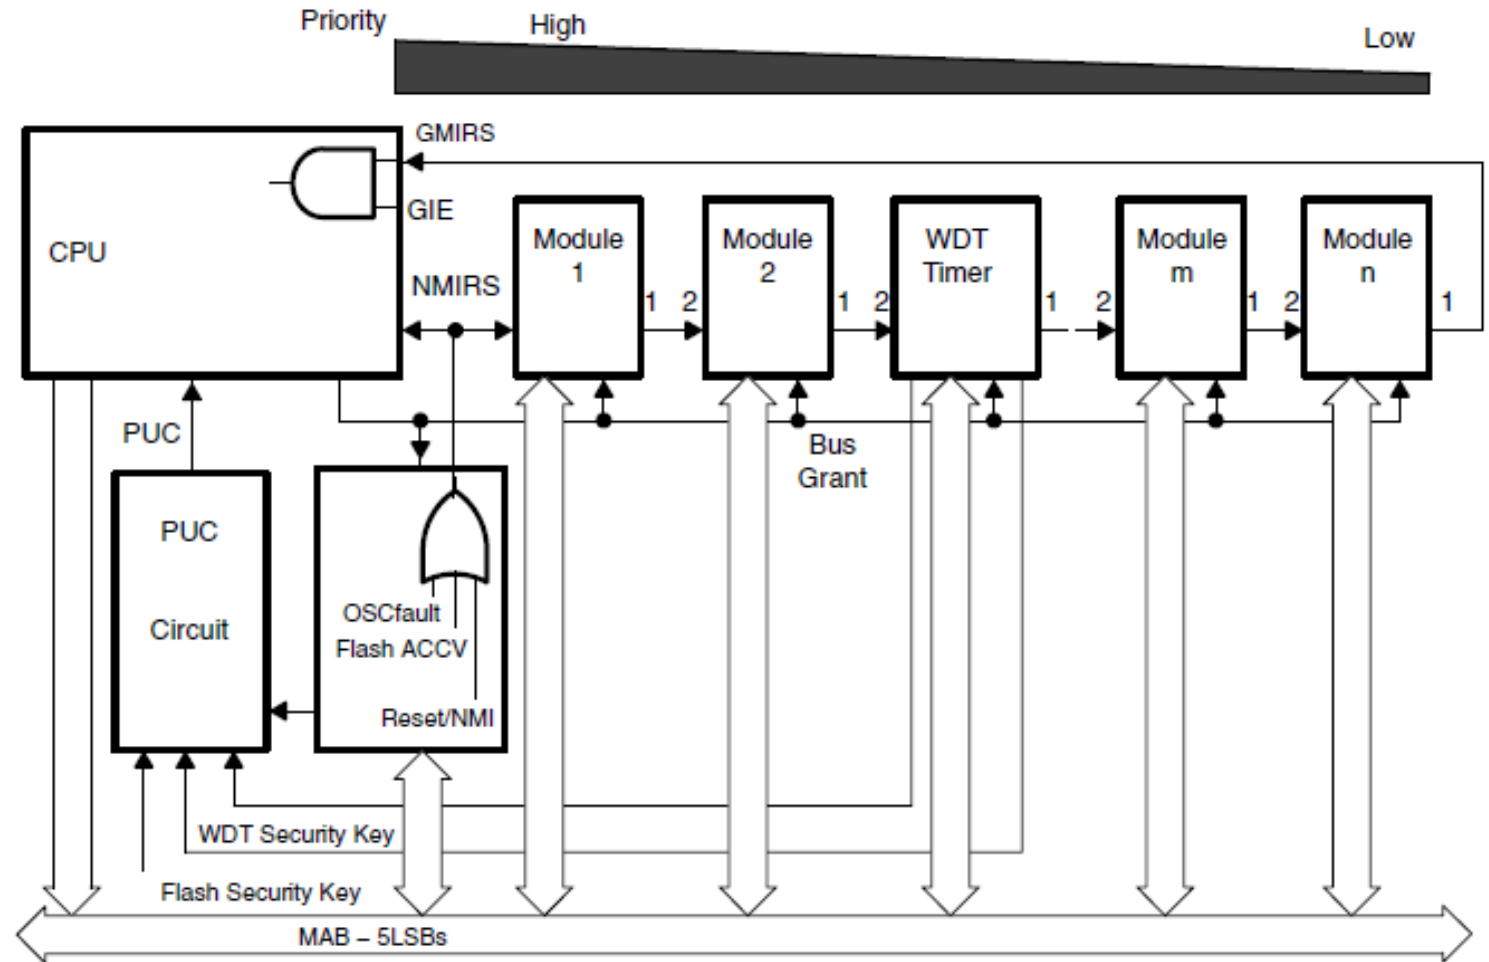 Priority
High
Low
GMIRS
GIE
CPU
NMIRS
Module
1
Module
2
WDT
Timer
Module
m
Module
n
1 2
1 2
1 2
1 2
1
PUC
Bus
Grant
PUC
Circuit
OSCfault
Flash ACCV
Reset/NMI
WDT Security Key
Flash Security Key
MAB – 5LSBs